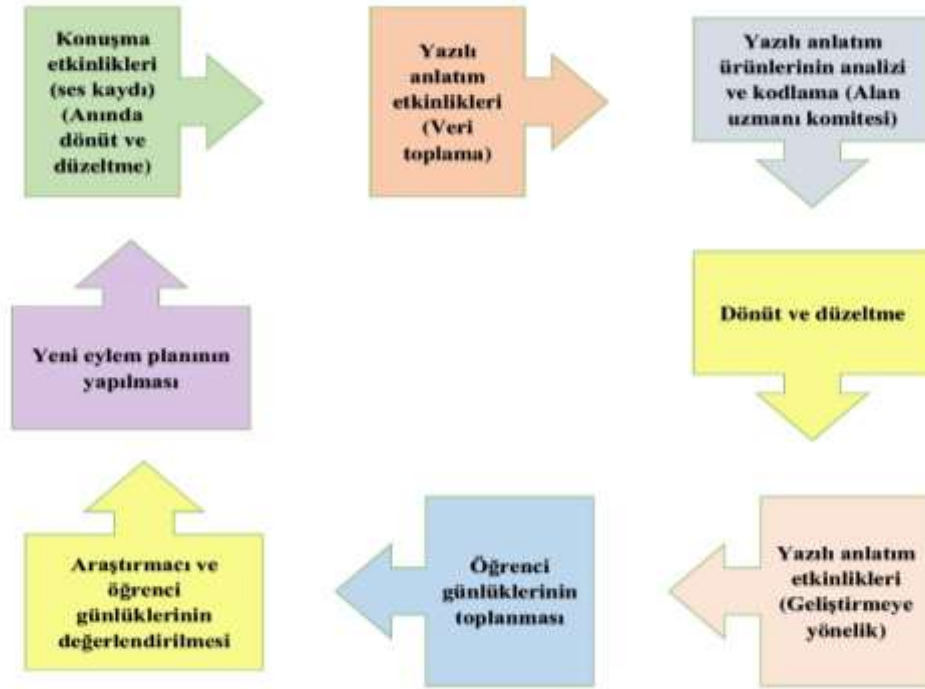 Konuşma
etkinlikleri
(ses kaydı)
(Anında
dönüt ve
düzeltme)
Yazılı
anlatım
etkinlikleri
(Veri
toplama)
Yazılı anlatım
ürünlerinin analizi
ve kodlama (Alan
uzmanı komitesi)
Dönüt ve düzeltme
Yazılı anlatım
etkinlikleri
(Geliştirmeye
yönelik)
Öğrenci
günlüklerinin
toplanması
Araştırmacı ve
öğrenci
günlüklerinin
değerlendirilmesi
Yeni eylem planının
yapılması